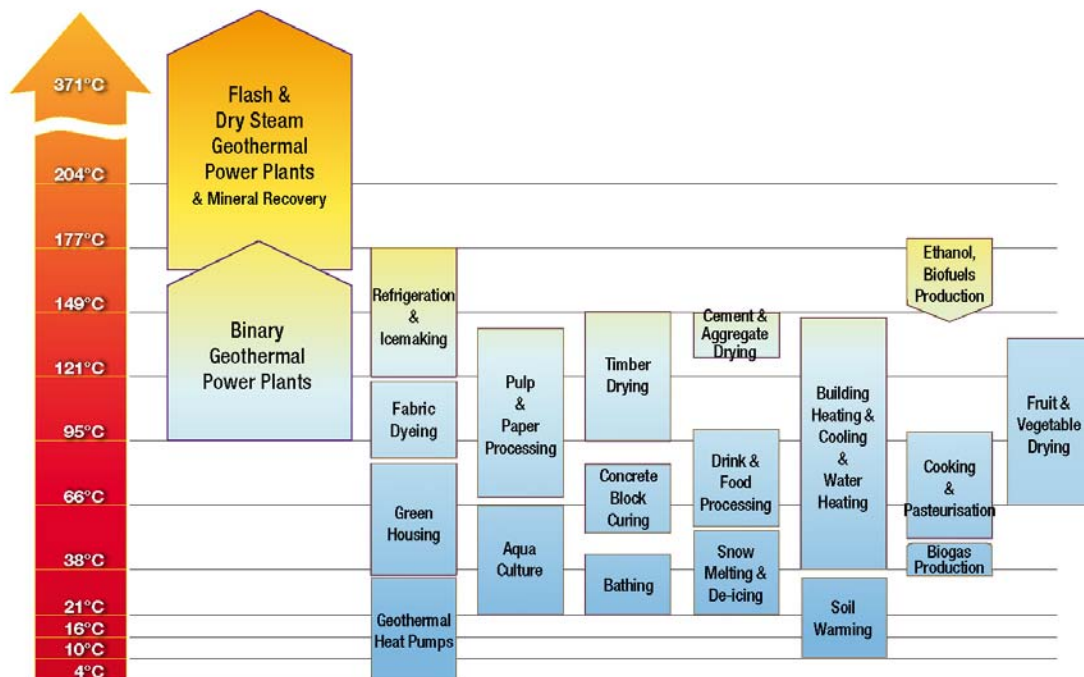 371°C
204°C
177°C
149°C
121°C
95°C
66°C
38°C
21°C
16°C
10°C
4°C
Flash &
Dry Steam
Geothermal
Power Plants
& Mineral Recovery
Binary
Geothermal
Power Plants
Refrigeration
&
Icemaking
Fabric
Dyeing
Green
Housing
Geothermal
Heat Pumps
Pulp
&
Paper
Processing
Aqua
Culture
Timber
Drying
Concrete
Block
Curing
Bathing
Cement &
Aggregate
Drying
Drink &
Food
Processing
Snow
Melting &
De-icing
Building
Heating &
Cooling
&
Water
Heating
Soil
Warming
Ethanol,
Biofuels
Production
Cooking
&
Pasteurisation
Biogas
Production
Fruit &
Vegetable
Drying